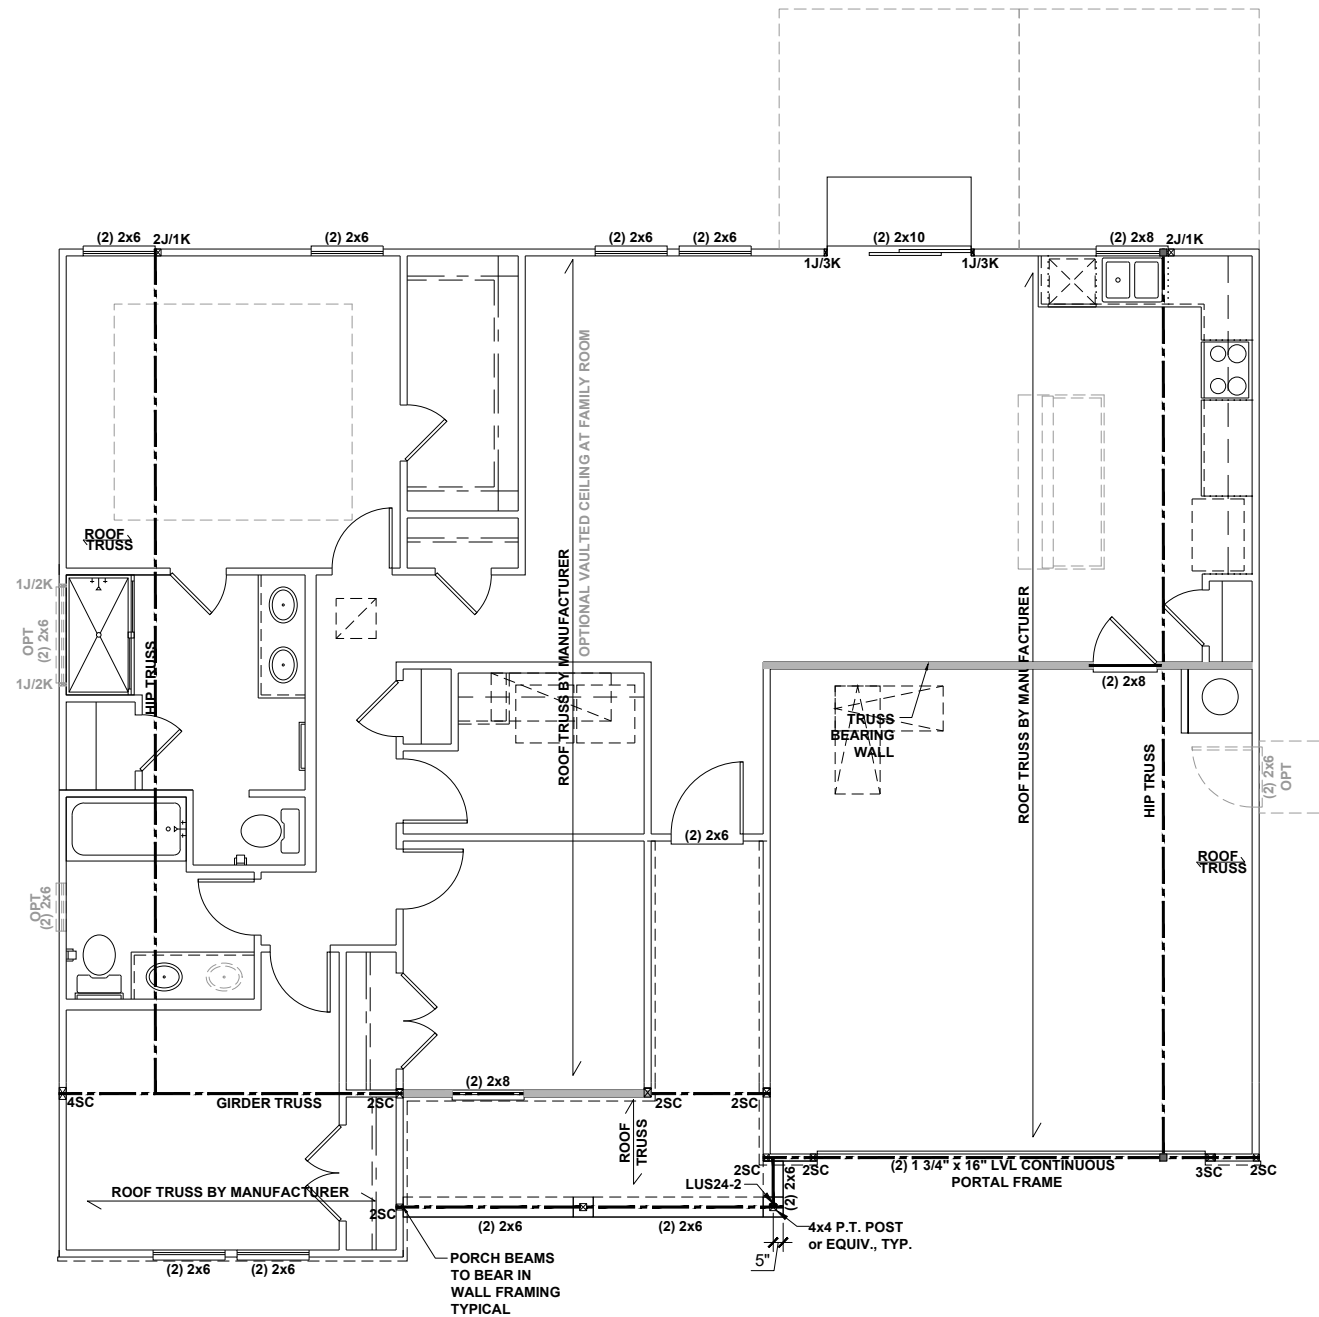 (2) 2x6
2J/1K
(2) 2x6
(2) 2x6
(2) 2x6
(2) 2x10
(2) 2x8
2J/1K
1J/3K
1J/3K
OPTIONAL VAULTED CEILING AT FAMILY ROOM
ROOF
TRUSS
ROOF TRUSS BY MANUFACTURER
ROOF TRUSS BY MANUFACTURER
1J/2K
OPT
(2) 2x6
1J/2K
HIP TRUSS
(2) 2x8
TRUSS
BEARING
WALL
HIP TRUSS
(2) 2x6
OPT
(2) 2x6
ROOF
TRUSS
OPT
(2) 2x6
(2) 2x8
4SC
GIRDER TRUSS
2SC
2SC
2SC
ROOF
TRUSS
2SC
2SC
(2) 1 3/4" x 16" LVL CONTINUOUS
PORTAL FRAME
3SC
2SC
LUS24-2
(2) 2x6
ROOF TRUSS BY MANUFACTURER
2SC
(2) 2x6
(2) 2x6
4x4 P.T. POST
or EQUIV., TYP.
5"
PORCH BEAMS
TO BEAR IN
WALL FRAMING
TYPICAL
(2) 2x6
(2) 2x6